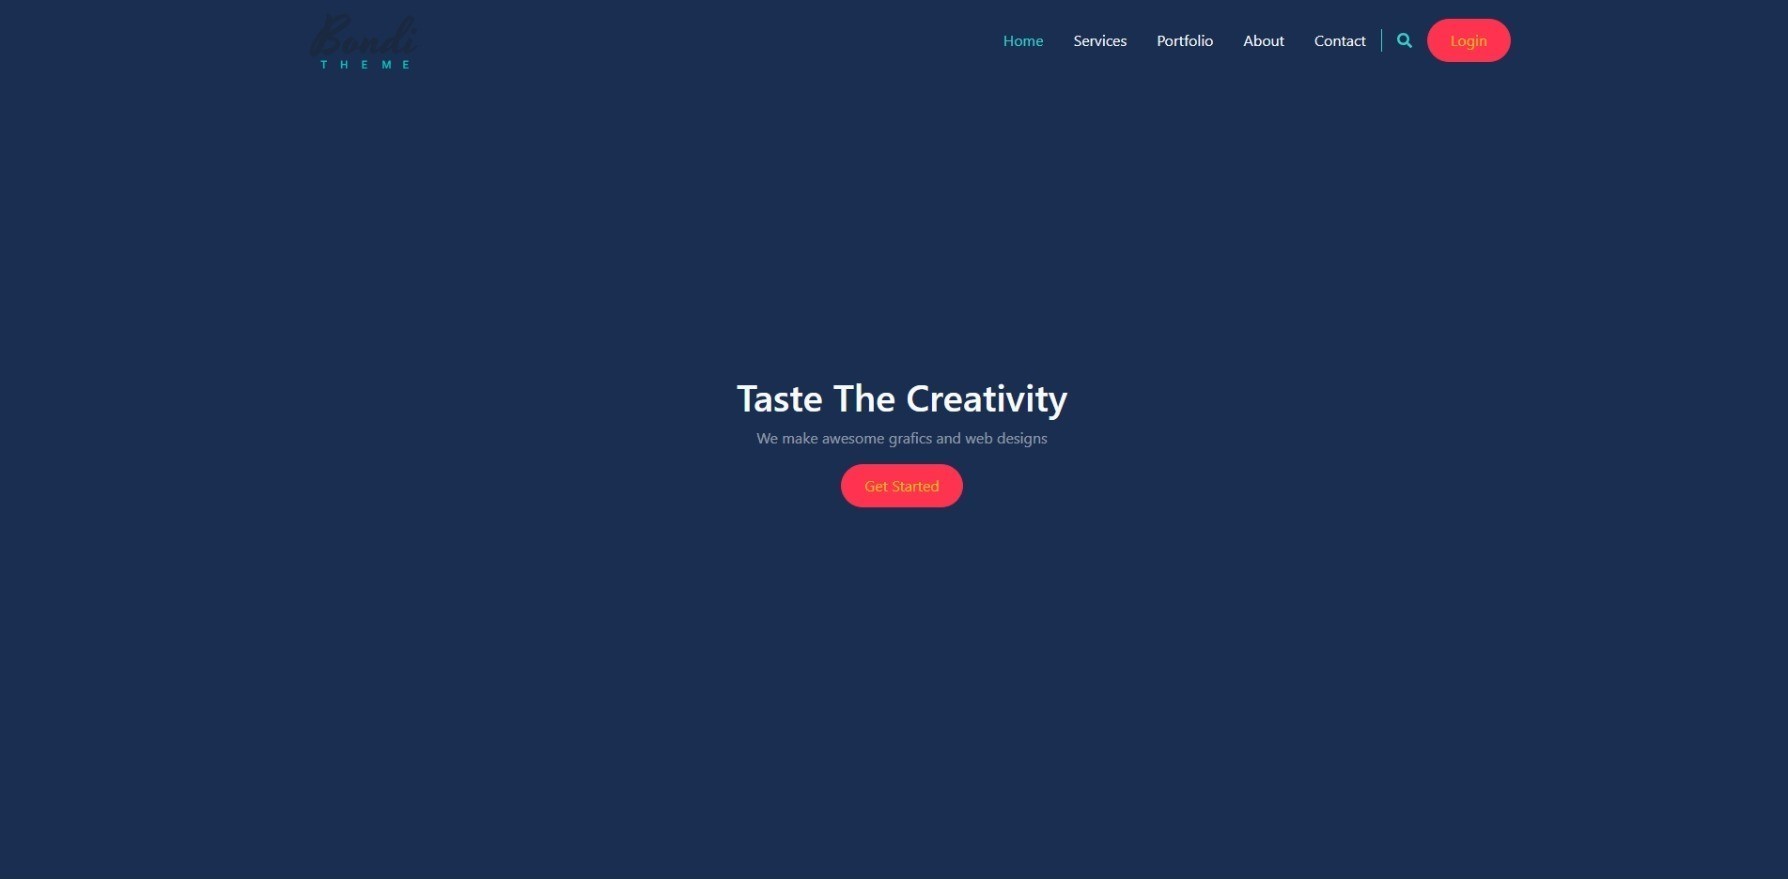 Bondi
THEME
Home Services Portfolio About Contact Login
Taste The Creativity
We make awesome grafics and web designs
Get Started